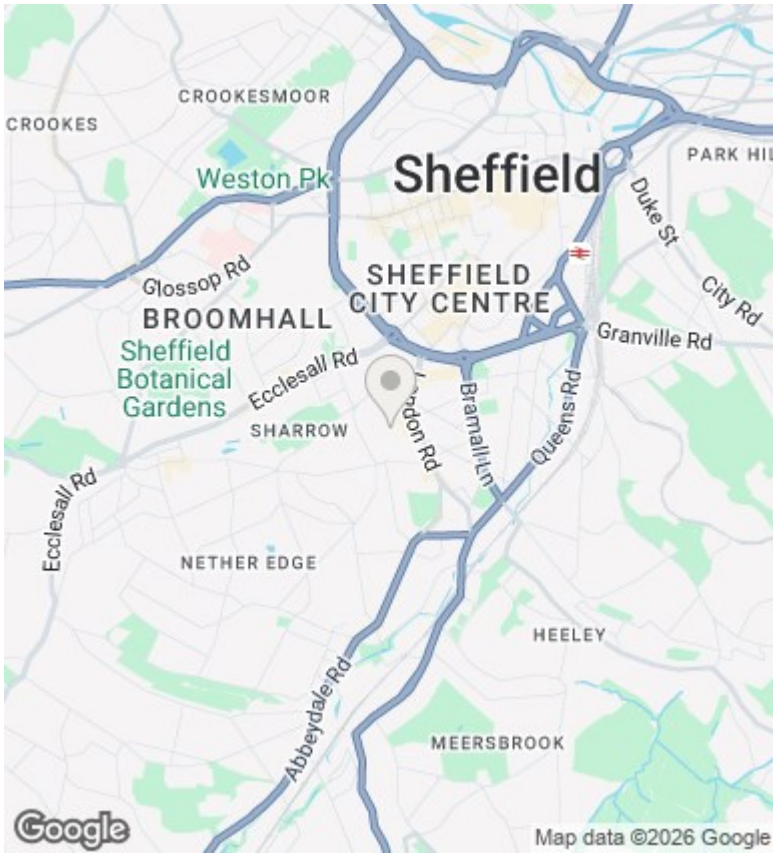 CROOKESMOOR
CROOKES
Weston Pk
Sheffield
PARK HIL
Duke St
City Rd
Glossop Rd
SHEFFIELD
CITY CENTRE
BROOMHALL
Granville Rd
Sheffield
Botanical
Gardens
Ecclesall Rd
Bramall Ln
Queens Rd
SHARROW
Ecclesall Rd
NETHER EDGE
HEELEY
Abbeydale Rd
MEERSBROOK
Google
Map data ©2026 Google